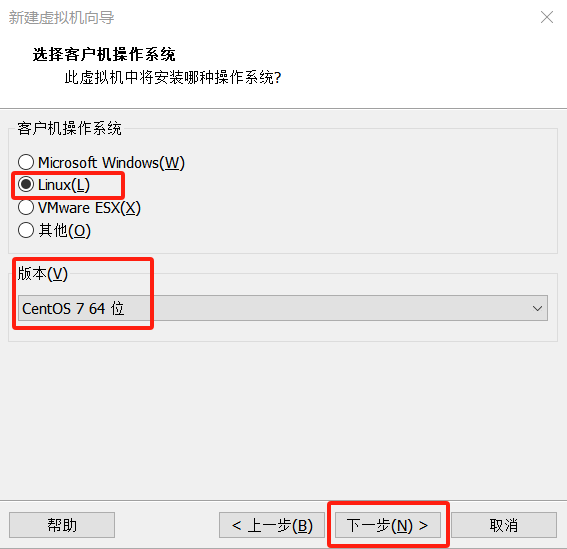 新建虚拟机向导
选择客户机操作系统
此虚拟机中将安装哪种操作系统?
客户机操作系统
Microsoft Windows(W)
Linux(L)
VMware ESX(X)
其他(O)
版本(V)
CentOS 7 64 位
帮助
< 上一步(B)
下一步(N) >
取消